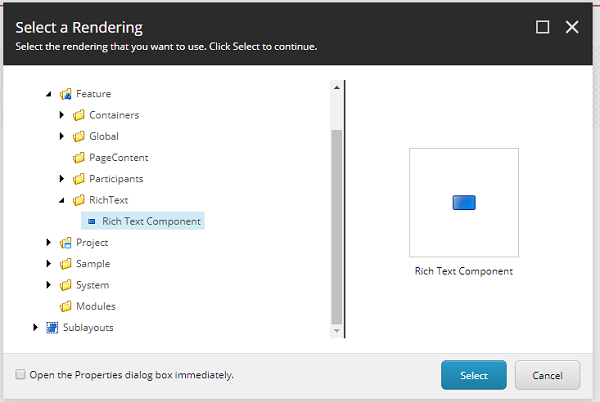 Select a Rendering
Select the rendering that you want to use. Click Select to continue.
Feature
Containers
Global
PageContent
Participants
RichText
Rich Text Component
Project
Sample
System
Modules
Sublayouts
Rich Text Component
Open the Properties dialog box immediately.
Select
Cancel